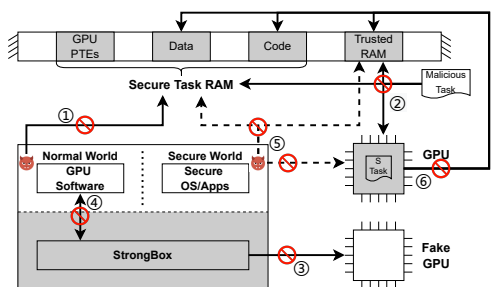 GPU
PTEs
Data
Code
Trusted
RAM
Secure Task RAM
Malicious
Task
①
②
⑤
Normal World
Secure World
GPU
Software
Secure
OS/Apps
S
Task
GPU
⑥
④
StrongBox
③
Fake
GPU